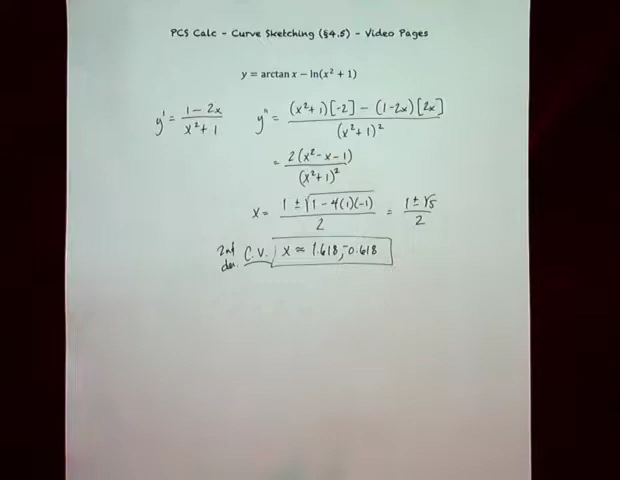 PCS Calc - Curve Sketching (§4.5) - Video Pages
y = arctan x − ln(x² + 1)
y' = (1 - 2x)/(x² + 1)   y" = ((x²+1)[-2] - (1-2x)[2x])/(x²+1)²
= 2(x² - x - 1)/(x²+1)²
x = (1 ± √(1 - 4(1)(-1)))/2 = (1 ± √5)/2
2nd der. C.V. x ≈ 1.618, -0.618